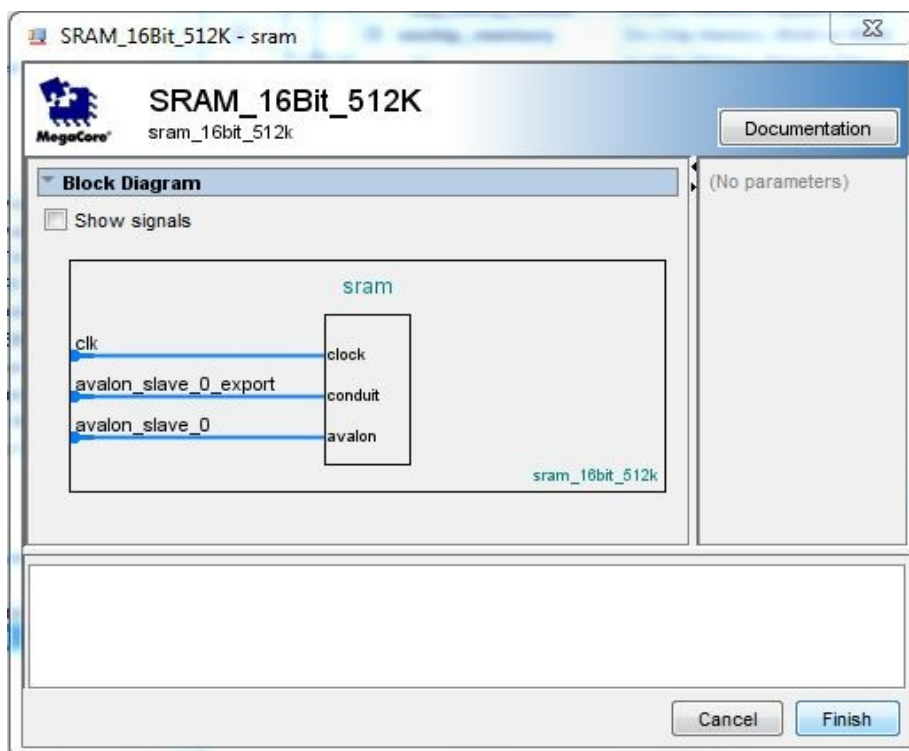 SRAM_16Bit_512K - sram
MegaCore®
SRAM_16Bit_512K
sram_16bit_512k
Documentation
Block Diagram
Show signals
(No parameters)
sram
clk
clock
avalon_slave_0_export
conduit
avalon_slave_0
avalon
sram_16bit_512k
Cancel
Finish